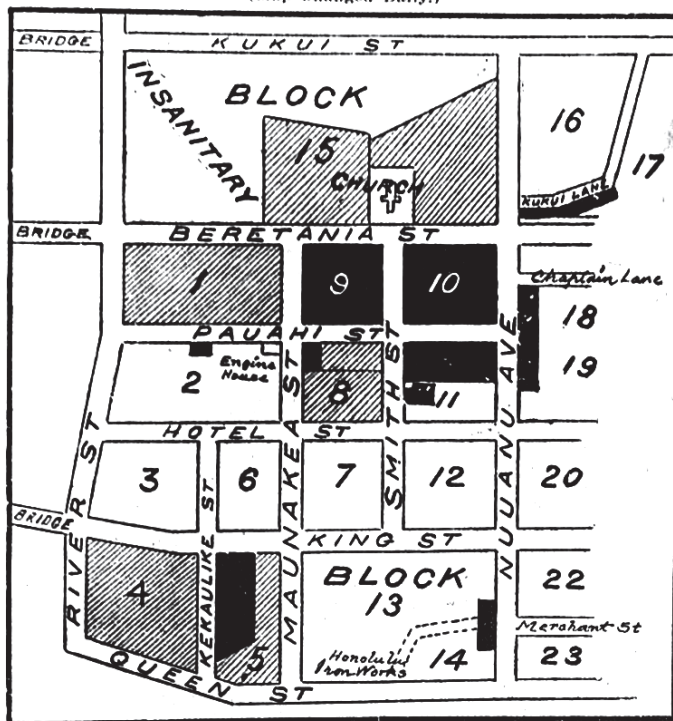 BRIDGE
KUKUI ST
INSANITARY
BLOCK
15
CHURCH
16
17
KUKUI LANE
BRIDGE
BERETANIA ST
1
9
10
Chaplain Lane
18
PAUAHI ST
Engine
House
2
8
11
19
HOTEL ST
RIVER ST
3
KEKAULIKE ST
6
MAUNAKEA ST
7
SMITH ST
12
NUUANU AVE
20
BRIDGE
KING ST
4
5
BLOCK
13
22
Merchant St
Honolulu
Iron Works
14
23
QUEEN ST